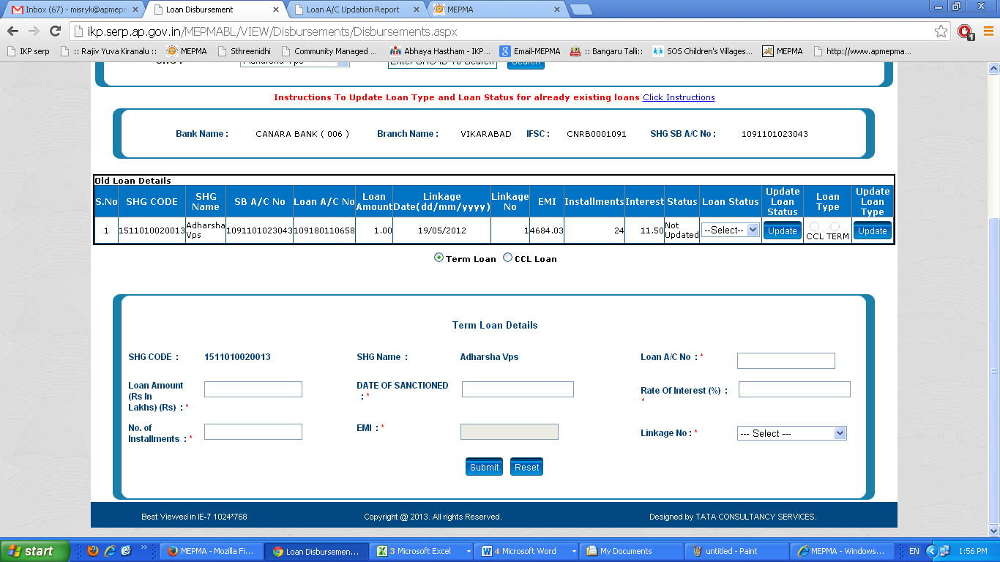 Inbox (67) - misryk@apmepm
Loan Disbursement
Loan A/C Updation Report
MEPMA
ikp.serp.ap.gov.in/MEPMABL/VIEW/Disbursements/Disbursements.aspx
1
IKP serp
:: Rajiv Yuva Kiranalu ::
MEPMA
Sthreenidhi
Community Managed ...
Abhaya Hastham - IKP...
Email-MEPMA
:: Bangaru Talli::
SOS Children's Villages...
MEPMA
http://www.apmepma...
Instructions To Update Loan Type and Loan Status for already existing loans Click Instructions
Bank Name : CANARA BANK ( 006 ) Branch Name : VIKARABAD IFSC : CNRB0001091 SHG SB A/C No : 1091101023043
Old Loan Details
S.No SHG CODE SHG Name SB A/C No Loan A/C No Loan Amount Linkage Date(dd/mm/yyyy) Linkage No EMI Installments Interest Status Loan Status Update Loan Status Loan Type Update Loan Type
1 1511010020013 Adharsha Vps 1091101023043 109180110658 1.00 19/05/2012 1 4684.03 24 11.50 Not Updated --Select-- Update CCL TERM Update
Term Loan CCL Loan
Term Loan Details
SHG CODE : 1511010020013 SHG Name : Adharsha Vps Loan A/C No : *
Loan Amount (Rs In Lakhs) (Rs) : * DATE OF SANCTIONED : * Rate Of Interest (%) : *
No. of Installments : * EMI : * Linkage No : * --- Select ---
Submit Reset
Best Viewed in IE-7 1024*768 Copyright @ 2013. All rights Reserved. Designed by TATA CONSULTANCY SERVICES.
start
MEPMA - Mozilla Fi...
Loan Disbursemen...
3 Microsoft Excel
4 Microsoft Word
My Documents
untitled - Paint
MEPMA - Windows...
EN
1:56 PM